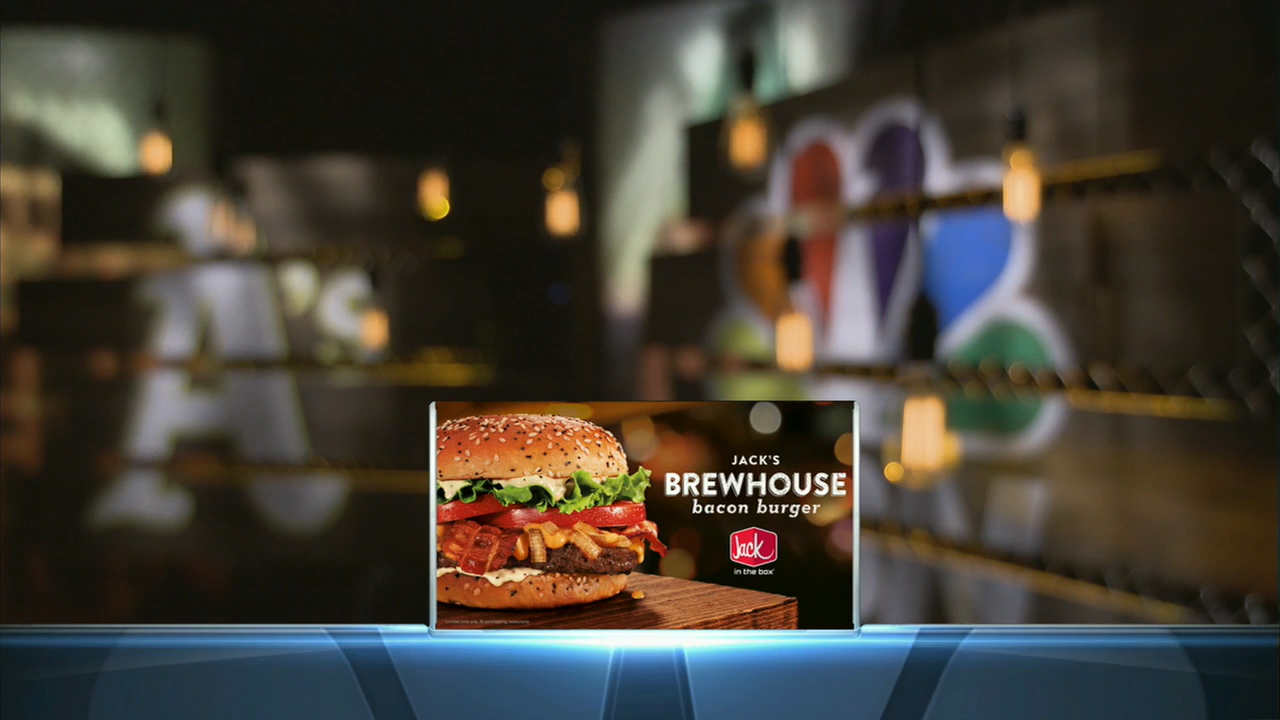 A's
JACK'S
BREWHOUSE
bacon burger
Jack
in the box